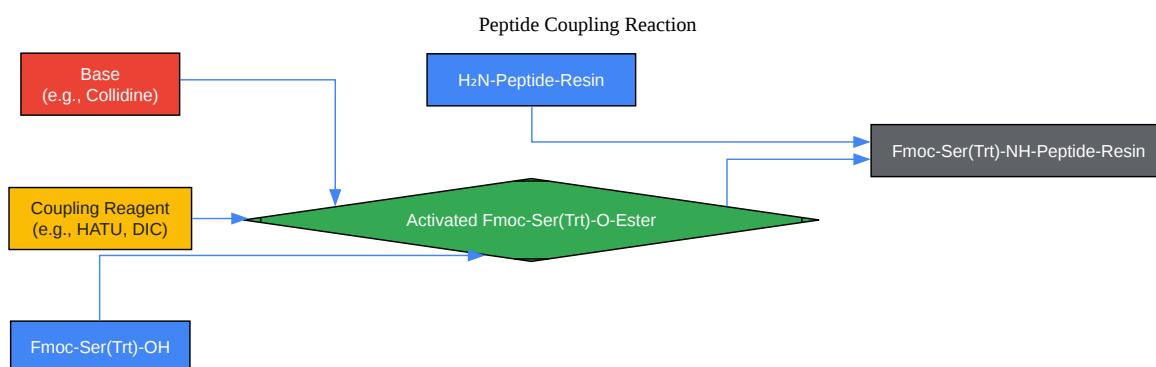 Peptide Coupling Reaction
Base
(e.g., Collidine)
H₂N-Peptide-Resin
Fmoc-Ser(Trt)-NH-Peptide-Resin
Coupling Reagent
(e.g., HATU, DIC)
Activated Fmoc-Ser(Trt)-O-Ester
Fmoc-Ser(Trt)-OH